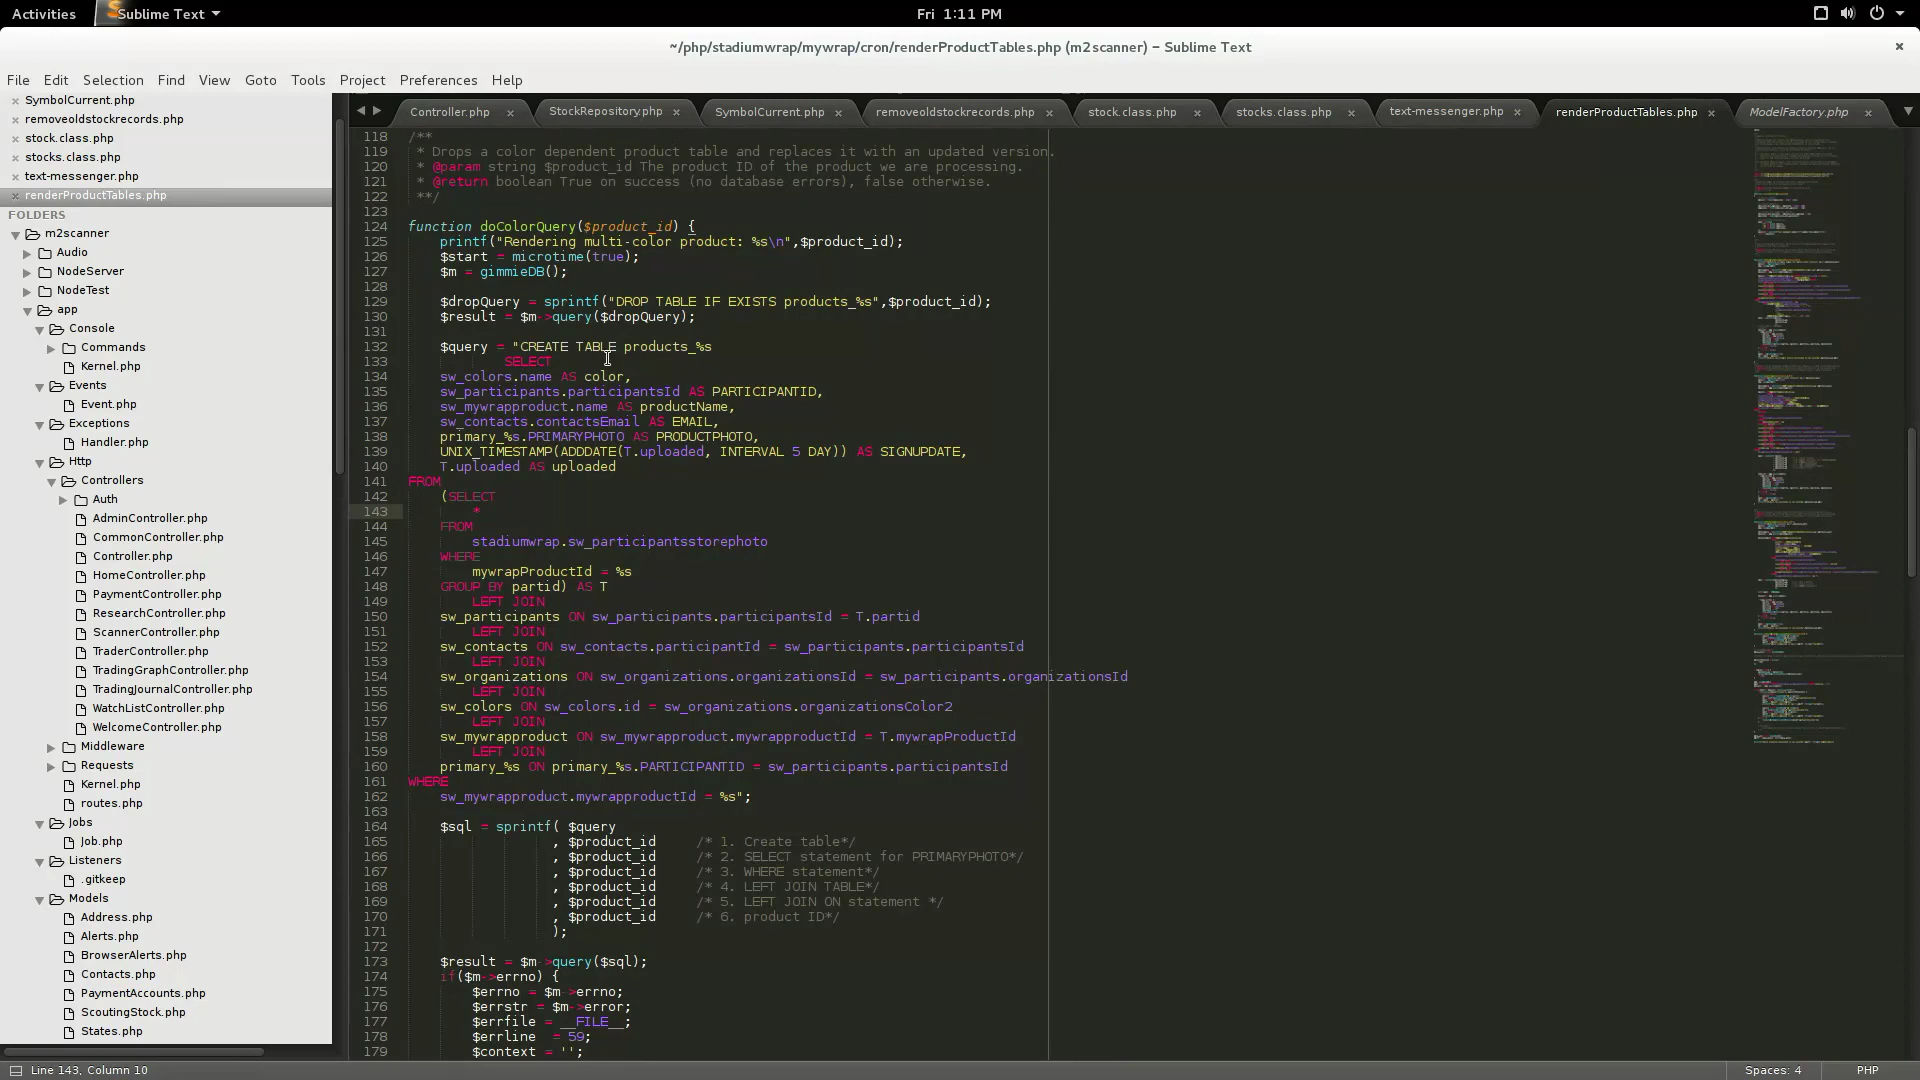 Activities
Sublime Text
Fri 1:11 PM
~/php/stadiumwrap/mywrap/cron/renderProductTables.php (m2scanner) – Sublime Text
File Edit Selection Find View Goto Tools Project Preferences Help
SymbolCurrent.php
removeoldstockrecords.php
stock.class.php
stocks.class.php
text-messenger.php
renderProductTables.php
FOLDERS
m2scanner
Audio
NodeServer
NodeTest
app
Console
Commands
Kernel.php
Events
Event.php
Exceptions
Handler.php
Http
Controllers
Auth
AdminController.php
CommonController.php
Controller.php
HomeController.php
PaymentController.php
ResearchController.php
ScannerController.php
TraderController.php
TradingGraphController.php
TradingJournalController.php
WatchListController.php
WelcomeController.php
Middleware
Requests
Kernel.php
routes.php
Jobs
Job.php
Listeners
.gitkeep
Models
Address.php
Alerts.php
BrowserAlerts.php
Contacts.php
PaymentAccounts.php
ScoutingStock.php
States.php
Controller.php StockRepository.php SymbolCurrent.php removeoldstockrecords.php stock.class.php stocks.class.php text-messenger.php renderProductTables.php ModelFactory.php
118 /**
119 * Drops a color dependent product table and replaces it with an updated version.
120 * @param string $product_id The product ID of the product we are processing.
121 * @return boolean True on success (no database errors), false otherwise.
122 **/
123
124 function doColorQuery($product_id) {
125 printf("Rendering multi-color product: %s\n",$product_id);
126 $start = microtime(true);
127 $m = gimmieDB();
128
129 $dropQuery = sprintf("DROP TABLE IF EXISTS products_%s",$product_id);
130 $result = $m->query($dropQuery);
131
132 $query = "CREATE TABLE products_%s
133 SELECT
134 sw_colors.name AS color,
135 sw_participants.participantsId AS PARTICIPANTID,
136 sw_mywrapproduct.name AS productName,
137 sw_contacts.contactsEmail AS EMAIL,
138 primary_%s.PRIMARYPHOTO AS PRODUCTPHOTO,
139 UNIX_TIMESTAMP(ADDDATE(T.uploaded, INTERVAL 5 DAY)) AS SIGNUPDATE,
140 T.uploaded AS uploaded
141 FROM
142 (SELECT
143 *
144 FROM
145 stadiumwrap.sw_participantsstorephoto
146 WHERE
147 mywrapProductId = %s
148 GROUP BY partid) AS T
149 LEFT JOIN
150 sw_participants ON sw_participants.participantsId = T.partid
151 LEFT JOIN
152 sw_contacts ON sw_contacts.participantId = sw_participants.participantsId
153 LEFT JOIN
154 sw_organizations ON sw_organizations.organizationsId = sw_participants.organizationsId
155 LEFT JOIN
156 sw_colors ON sw_colors.id = sw_organizations.organizationsColor2
157 LEFT JOIN
158 sw_mywrapproduct ON sw_mywrapproduct.mywrapproductId = T.mywrapProductId
159 LEFT JOIN
160 primary_%s ON primary_%s.PARTICIPANTID = sw_participants.participantsId
161 WHERE
162 sw_mywrapproduct.mywrapproductId = %s";
163
164 $sql = sprintf( $query
165 , $product_id /* 1. Create table*/
166 , $product_id /* 2. SELECT statement for PRIMARYPHOTO*/
167 , $product_id /* 3. WHERE statement*/
168 , $product_id /* 4. LEFT JOIN TABLE*/
169 , $product_id /* 5. LEFT JOIN ON statement */
170 , $product_id /* 6. product ID*/
171 );
172
173 $result = $m->query($sql);
174 if($m->errno) {
175 $errno = $m->errno;
176 $errstr = $m->error;
177 $errfile = __FILE__;
178 $errline = 59;
179 $context = '';
Line 143, Column 10
Spaces: 4
PHP